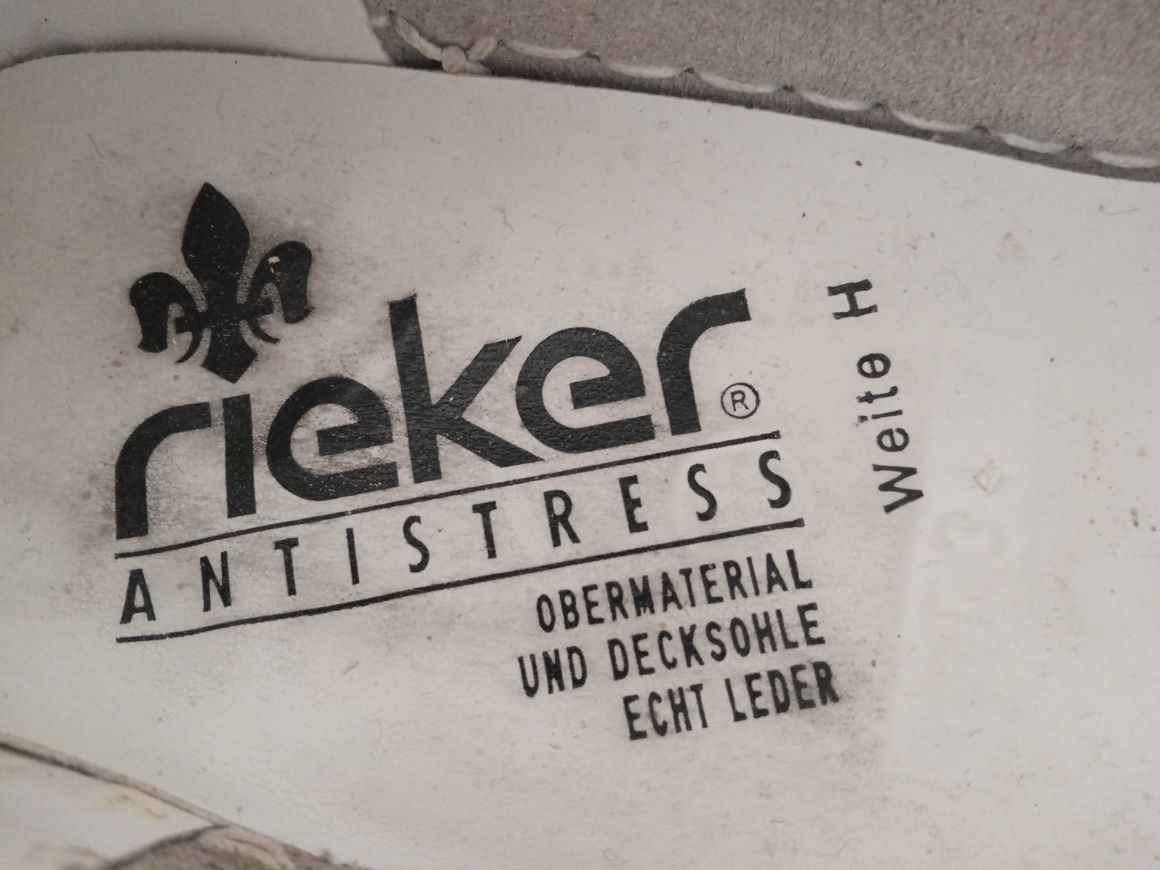 rieker®
ANTISTRESS
OBERMATERIAL
UND DECKSOHLE
ECHT LEDER
Weite H